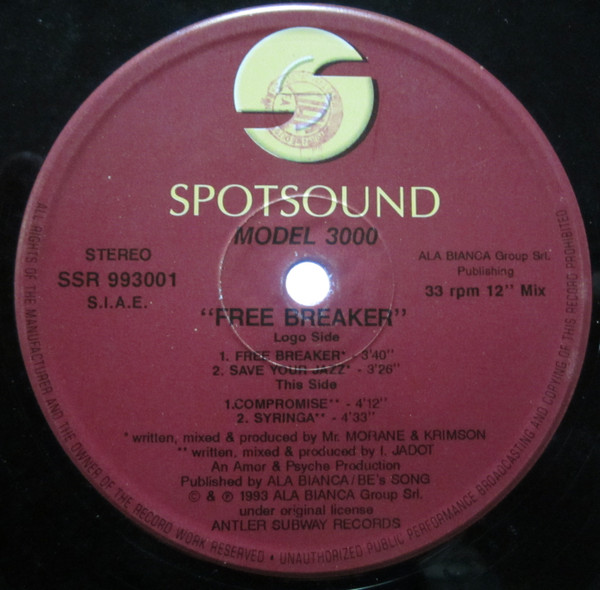 SPOTSOUND
MODEL 3000
STEREO
SSR 993001
S.I.A.E.
ALA BIANCA Group Srl.
Publishing
33 rpm 12'' Mix
"FREE BREAKER"
Logo Side
1. FREE BREAKER* - 3'40''
2. SAVE YOUR JAZZ* - 3'26''
This Side
1.COMPROMISE** - 4'12''
2. SYRINGA** - 4'33''
* written, mixed & produced by Mr. MORANE & KRIMSON
** written, mixed & produced by I. JADOT
An Amor & Psyche Production
Published by ALA BIANCA/BE's SONG
© & ℗ 1993 ALA BIANCA Group Srl.
under original license
ANTLER SUBWAY RECORDS
ALL RIGHTS OF THE MANUFACTURER AND THE OWNER OF THE RECORD WORK RESERVED • UNAUTHORIZED PUBLIC PERFORMANCE BROADCASTING AND COPYING OF THIS RECORD PROHIBITED